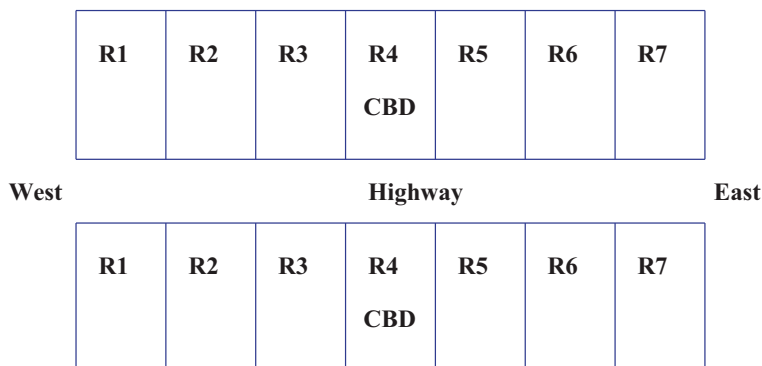 R1 R2 R3 R4 R5 R6 R7
CBD
West Highway East
R1 R2 R3 R4 R5 R6 R7
CBD